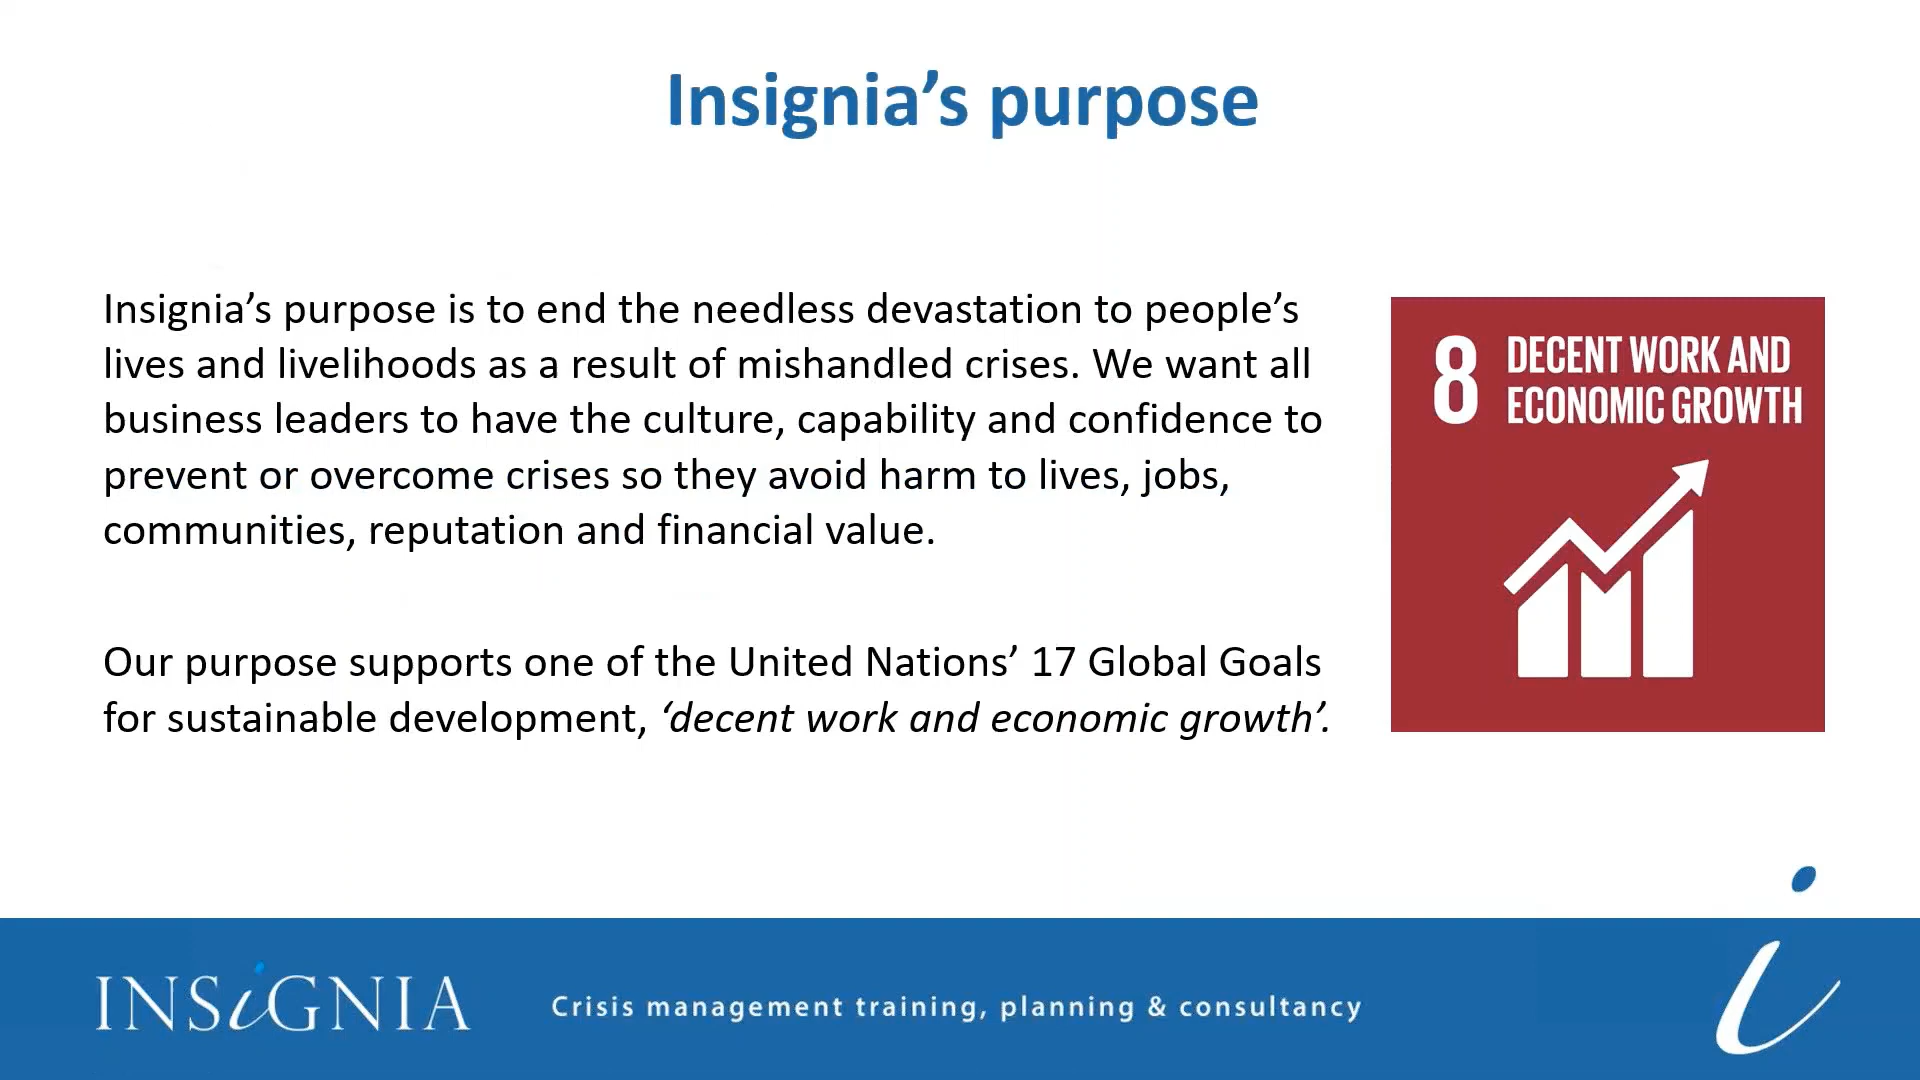 Insignia’s purpose
Insignia’s purpose is to end the needless devastation to people’s
lives and livelihoods as a result of mishandled crises. We want all
business leaders to have the culture, capability and confidence to
prevent or overcome crises so they avoid harm to lives, jobs,
communities, reputation and financial value.
Our purpose supports one of the United Nations’ 17 Global Goals
for sustainable development, ‘decent work and economic growth’.
8 DECENT WORK AND
ECONOMIC GROWTH
INSiGNIA
Crisis management training, planning & consultancy
i